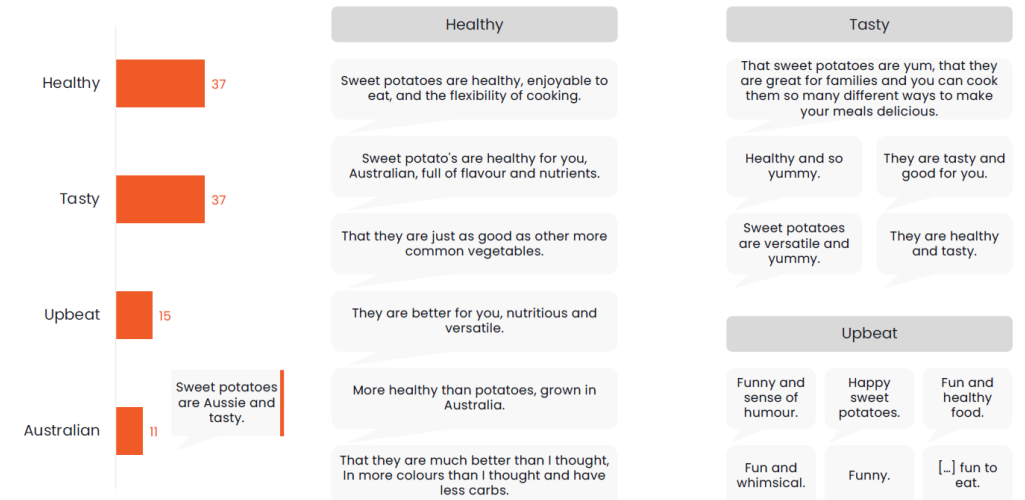 Healthy
37
Tasty
37
Upbeat
15
Australian
11
Sweet potatoes
are Aussie and
tasty.
Healthy
Sweet potatoes are healthy, enjoyable to
eat, and the flexibility of cooking.
Sweet potato's are healthy for you,
Australian, full of flavour and nutrients.
That they are just as good as other more
common vegetables.
They are better for you, nutritious and
versatile.
More healthy than potatoes, grown in
Australia.
That they are much better than I thought,
In more colours than I thought and have
less carbs.
Tasty
That sweet potatoes are yum, that they
are great for families and you can cook
them so many different ways to make
your meals delicious.
Healthy and so
yummy.
They are tasty and
good for you.
Sweet potatoes
are versatile and
yummy.
They are healthy
and tasty.
Upbeat
Funny and
sense of
humour.
Happy
sweet
potatoes.
Fun and
healthy
food.
Fun and
whimsical.
Funny.
[...] fun to
eat.